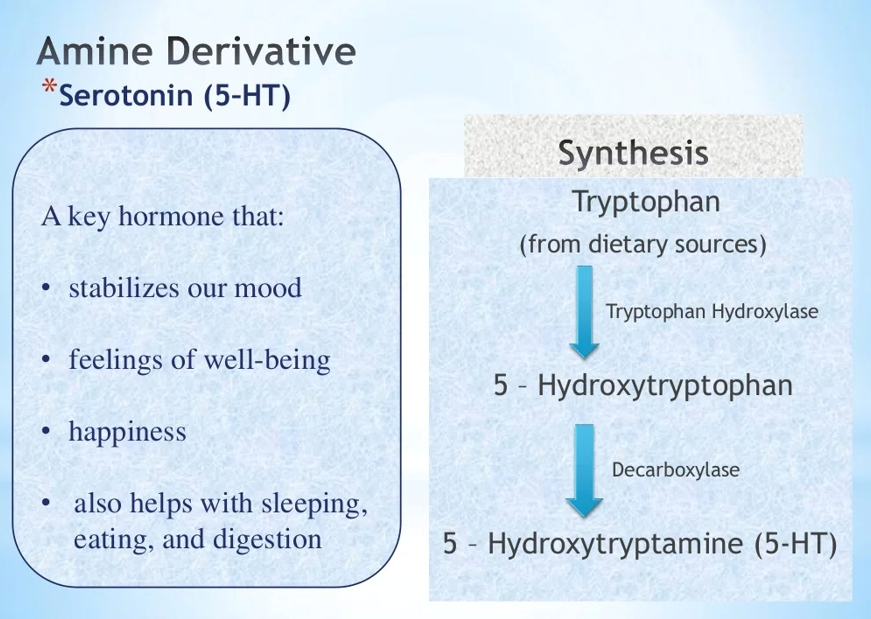 Amine Derivative
*Serotonin (5-HT)
A key hormone that:
• stabilizes our mood
• feelings of well-being
• happiness
• also helps with sleeping,
eating, and digestion
Synthesis
Tryptophan
(from dietary sources)
Tryptophan Hydroxylase
5 - Hydroxytryptophan
Decarboxylase
5 - Hydroxytryptamine (5-HT)